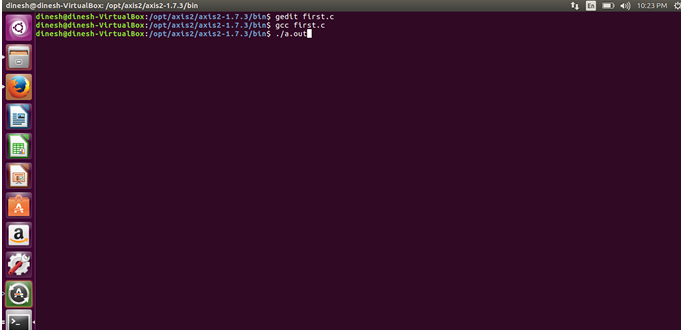 dinesh@dinesh-VirtualBox: /opt/axis2/axis2-1.7.3/bin
En
10:23 PM
dinesh@dinesh-VirtualBox:/opt/axis2/axis2-1.7.3/bin$ gedit first.c
dinesh@dinesh-VirtualBox:/opt/axis2/axis2-1.7.3/bin$ gcc first.c
dinesh@dinesh-VirtualBox:/opt/axis2/axis2-1.7.3/bin$ ./a.out